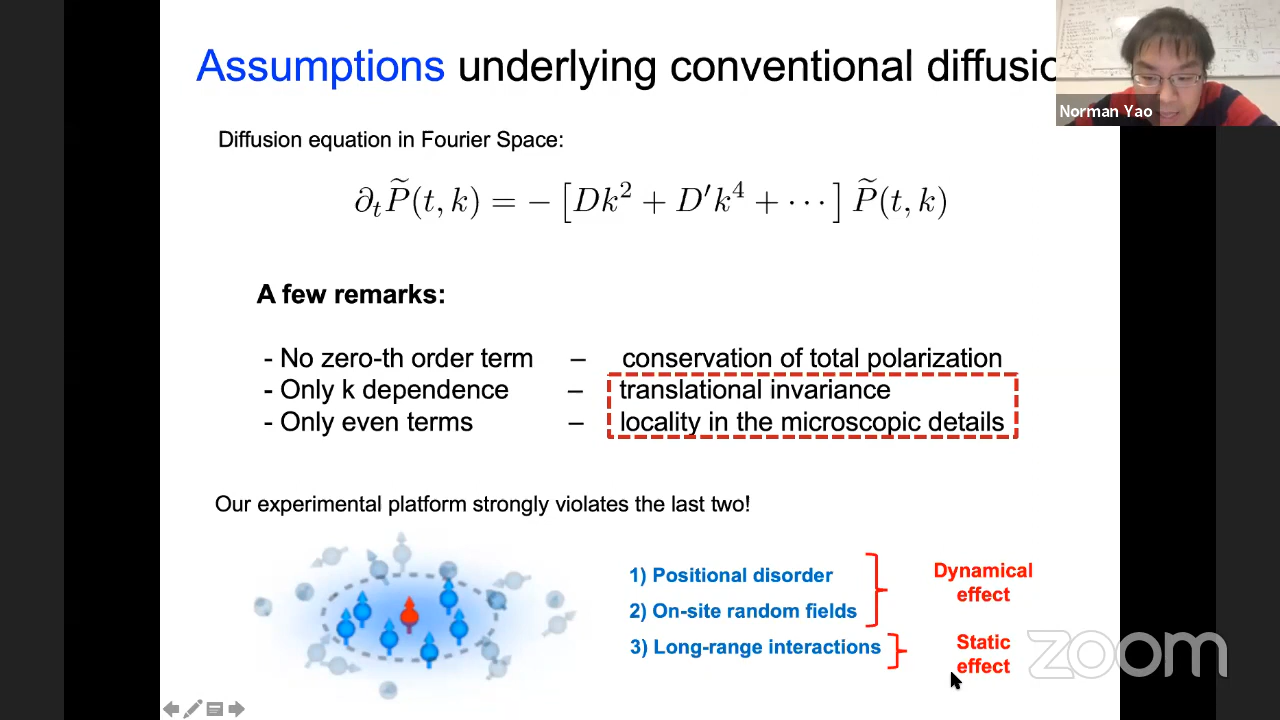 Assumptions underlying conventional diffusio
Norman Yao
Diffusion equation in Fourier Space:
∂ₜP̃(t, k) = − [Dk² + D′k⁴ + ⋯] P̃(t, k)
A few remarks:
- No zero-th order term – conservation of total polarization
- Only k dependence – translational invariance
- Only even terms – locality in the microscopic details
Our experimental platform strongly violates the last two!
1) Positional disorder
2) On-site random fields
3) Long-range interactions
Dynamical
effect
Static
effect
zoom